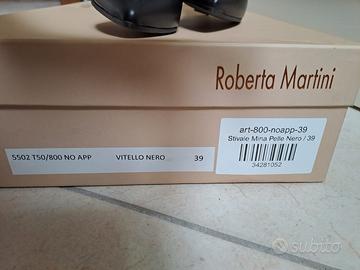 Roberta Martini
art-800-noapp-39
Stivale Mina Pelle Nero / 39
34281052
5502 T50/800 NO APP VITELLO NERO 39
subito